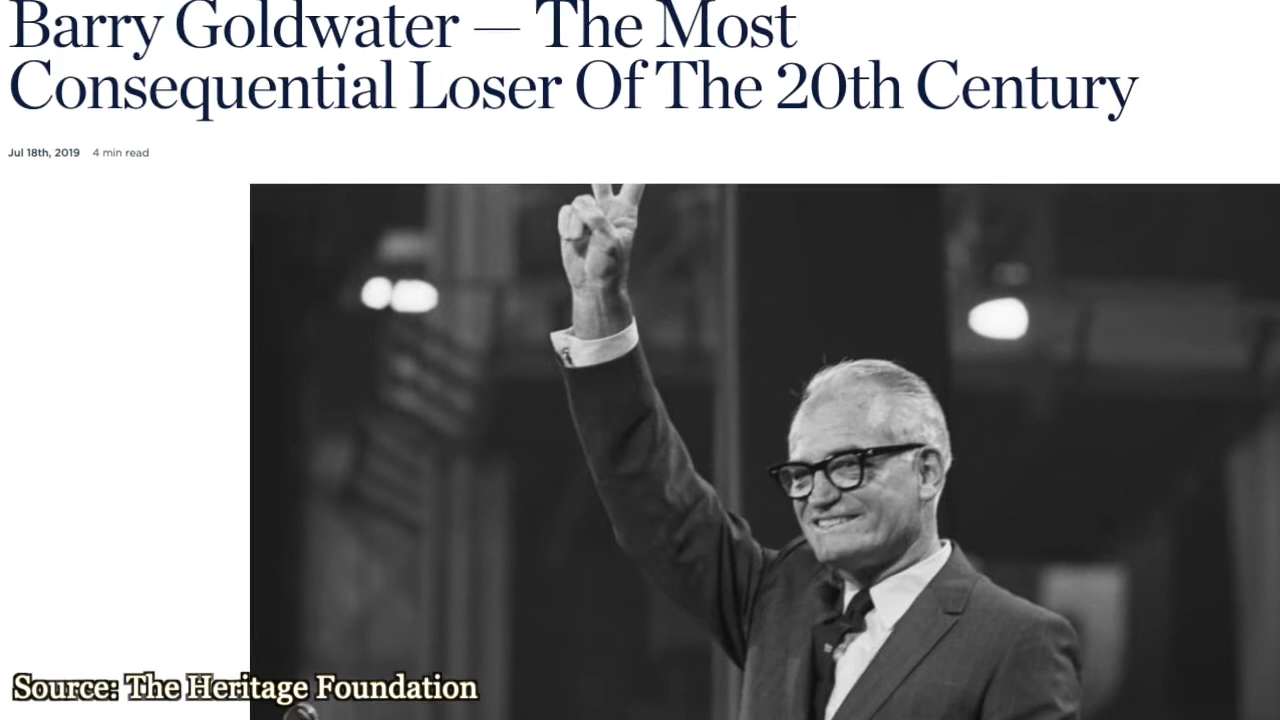 Barry Goldwater — The Most
Consequential Loser Of The 20th Century
Jul 18th, 2019 4 min read
Source: The Heritage Foundation